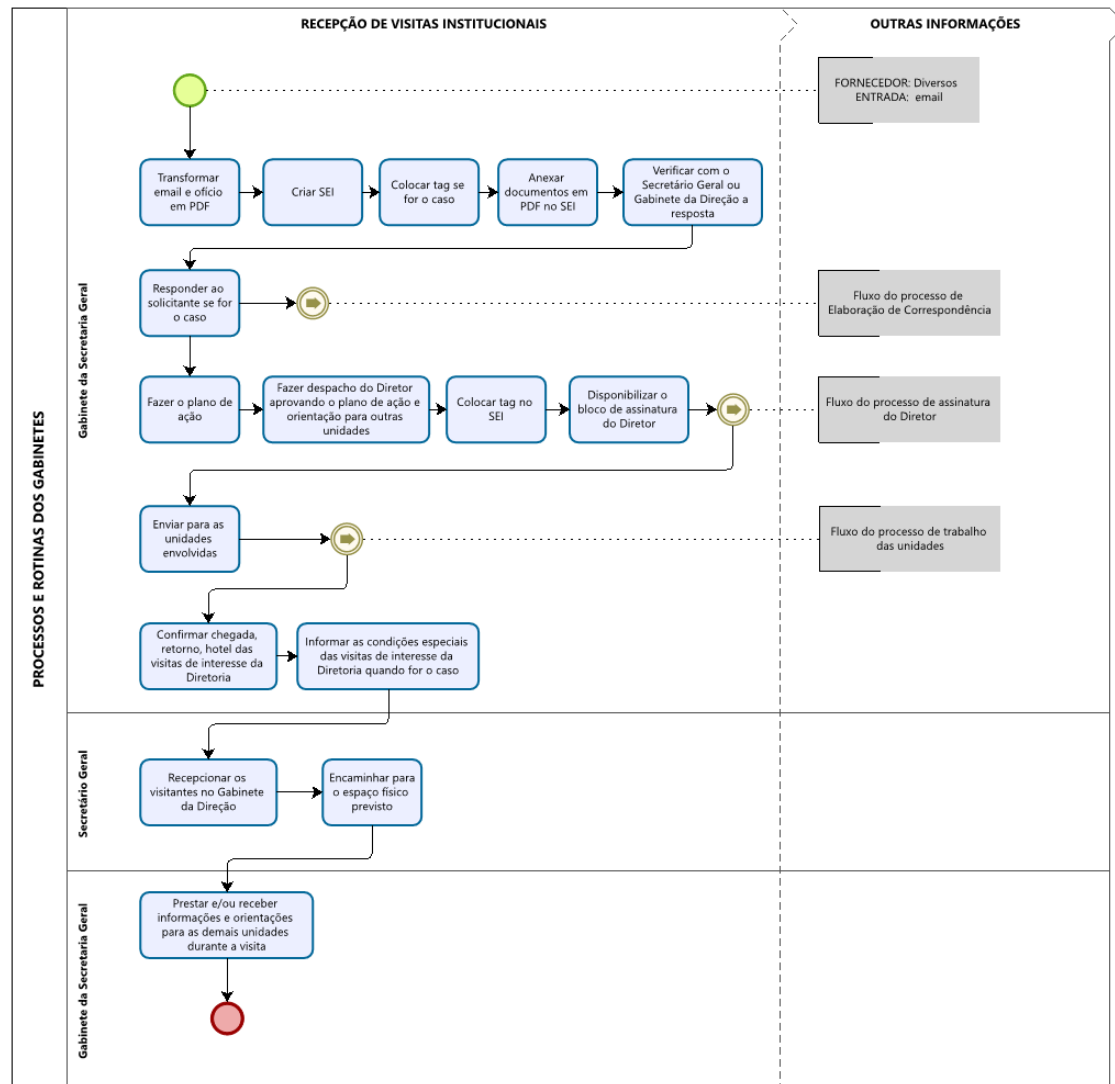 RECEPÇÃO DE VISITAS INSTITUCIONAIS
OUTRAS INFORMAÇÕES
PROCESSOS E ROTINAS DOS GABINETES
Gabinete da Secretaria Geral
FORNECEDOR: Diversos
ENTRADA: email
Transformar
email e ofício
em PDF
Criar SEI
Colocar tag se
for o caso
Anexar
documentos em
PDF no SEI
Verificar com o
Secretário Geral ou
Gabinete da Direção a
resposta
Responder ao
solicitante se for
o caso
Fluxo do processo de
Elaboração de Correspondência
Fazer o plano de
ação
Fazer despacho do Diretor
aprovando o plano de ação e
orientação para outras
unidades
Colocar tag no
SEI
Disponibilizar o
bloco de assinatura
do Diretor
Fluxo do processo de assinatura
do Diretor
Enviar para as
unidades
envolvidas
Fluxo do processo de trabalho
das unidades
Confirmar chegada,
retorno, hotel das
visitas de interesse da
Diretoria
Informar as condições especiais
das visitas de interesse da
Diretoria quando for o caso
Secretário Geral
Recepcionar os
visitantes no Gabinete
da Direção
Encaminhar para
o espaço físico
previsto
Gabinete da Secretaria Geral
Prestar e/ou receber
informações e orientações
para as demais unidades
durante a visita